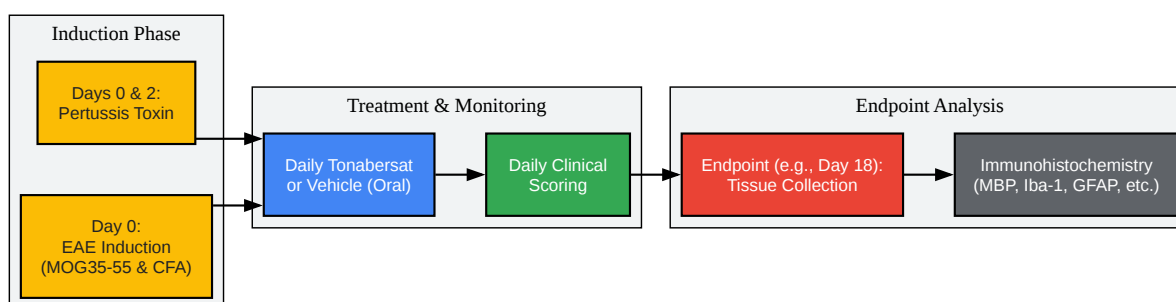 Induction Phase
Days 0 & 2:
Pertussis Toxin
Day 0:
EAE Induction
(MOG35-55 & CFA)
Treatment & Monitoring
Daily Tonabersat
or Vehicle (Oral)
Daily Clinical
Scoring
Endpoint Analysis
Endpoint (e.g., Day 18):
Tissue Collection
Immunohistochemistry
(MBP, Iba-1, GFAP, etc.)